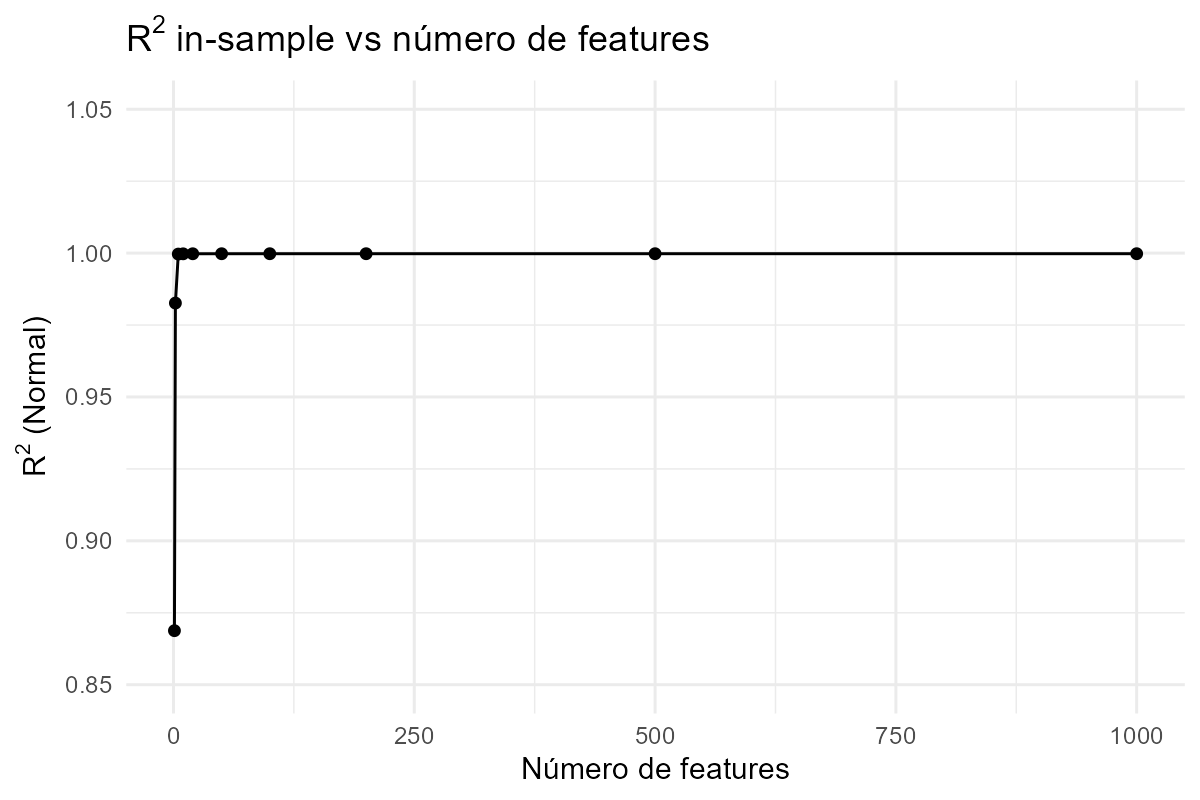 R² in-sample vs número de features
R² (Normal)
1.05
1.00
0.95
0.90
0.85
0 250 500 750 1000
Número de features